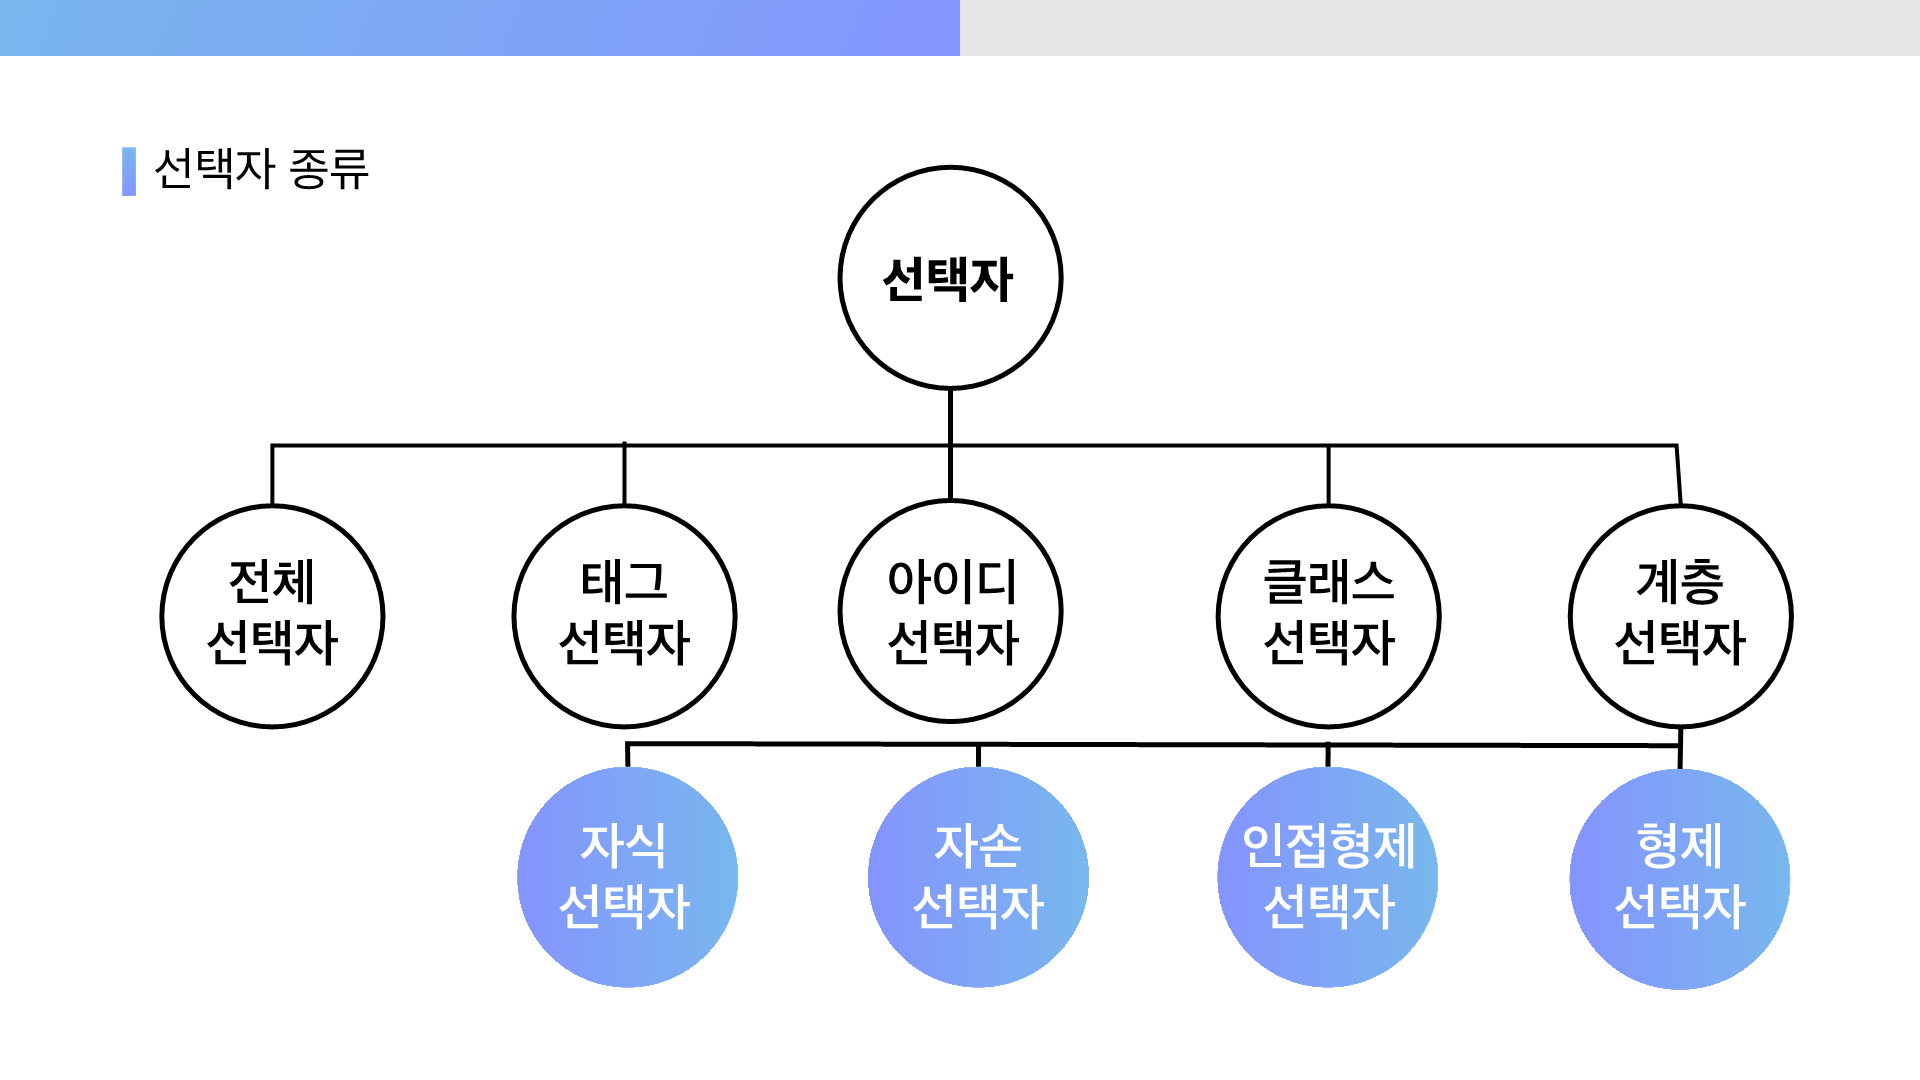 선택자 종류
선택자
전체
선택자
태그
선택자
아이디
선택자
클래스
선택자
계층
선택자
자식
선택자
자손
선택자
인접형제
선택자
형제
선택자